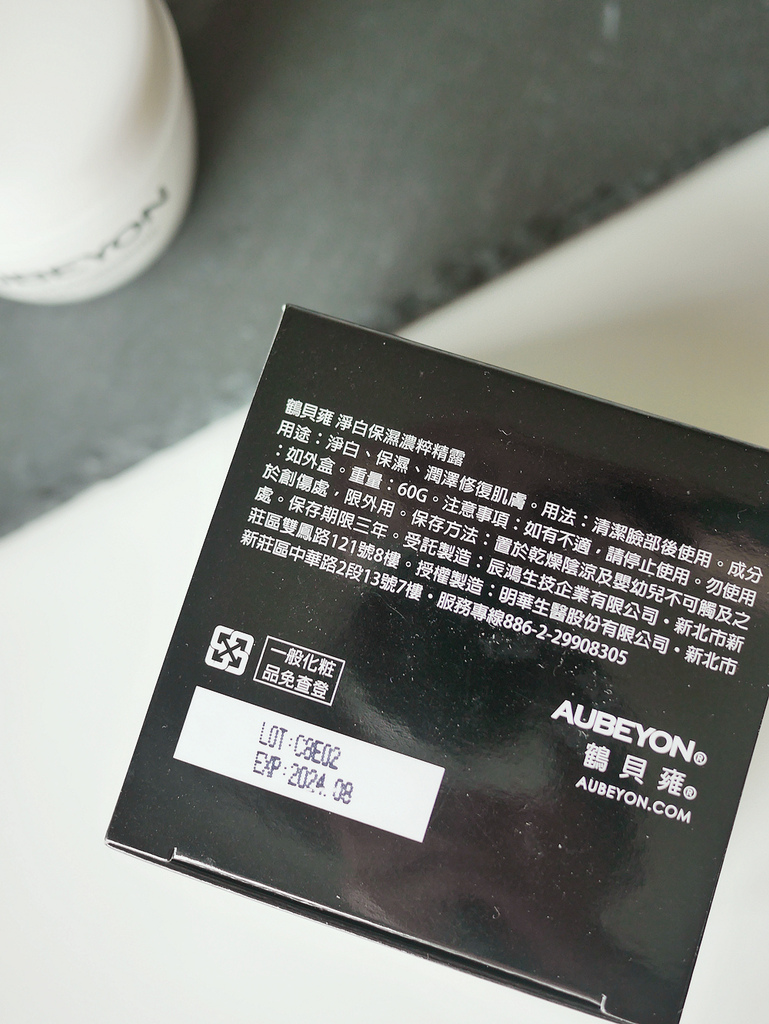 BEYON
鶴貝雍 淨白保濕濃粹精露
用途：淨白、保濕、潤澤修復肌膚。用法：清潔臉部後使用。成分
：如外盒。重量：60G。注意事項：如有不適，請停止使用。勿使用
於創傷處，限外用。保存方法：置於乾燥陰涼及嬰幼兒不可觸及之
處。保存期限三年。受託製造：辰鴻生技企業有限公司・新北市新
莊區雙鳳路121號8樓。授權製造：明華生醫股份有限公司・新北市
新莊區中華路2段13號7樓・服務專線886-2-29908305
一般化粧
品免查登
LOT:C8E02
EXP:2024.08
AUBEYON®
鶴貝雍®
AUBEYON.COM